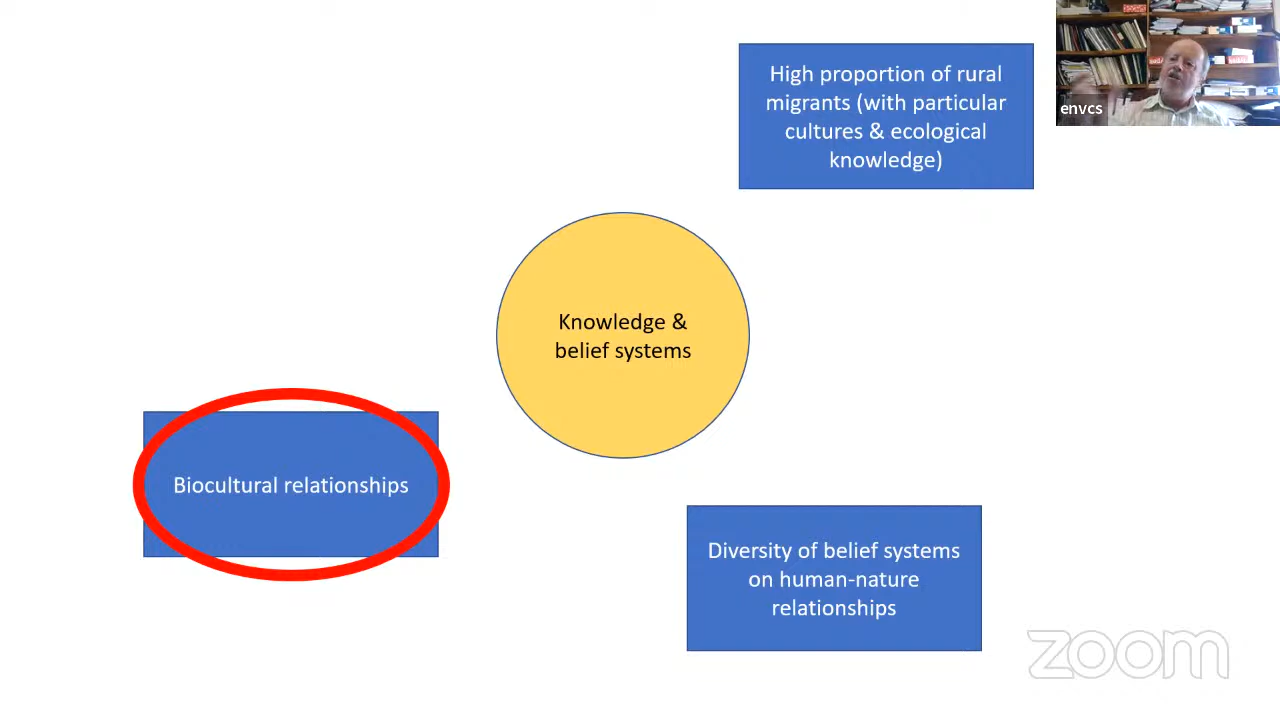 High proportion of rural
migrants (with particular
cultures & ecological
knowledge)
envcs
Knowledge &
belief systems
Biocultural relationships
Diversity of belief systems
on human-nature
relationships
zoom